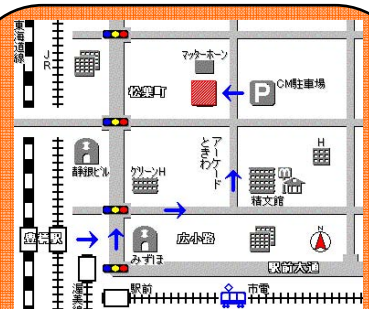 東海道線
JR
マッターホーン
松葉町
P
CM駐車場
アーケード
ときわ
H
静銀ビル
グリーンH
精文館
豊橋駅
広小路
みずほ
N
駅前大通
渥美線
駅前
市電